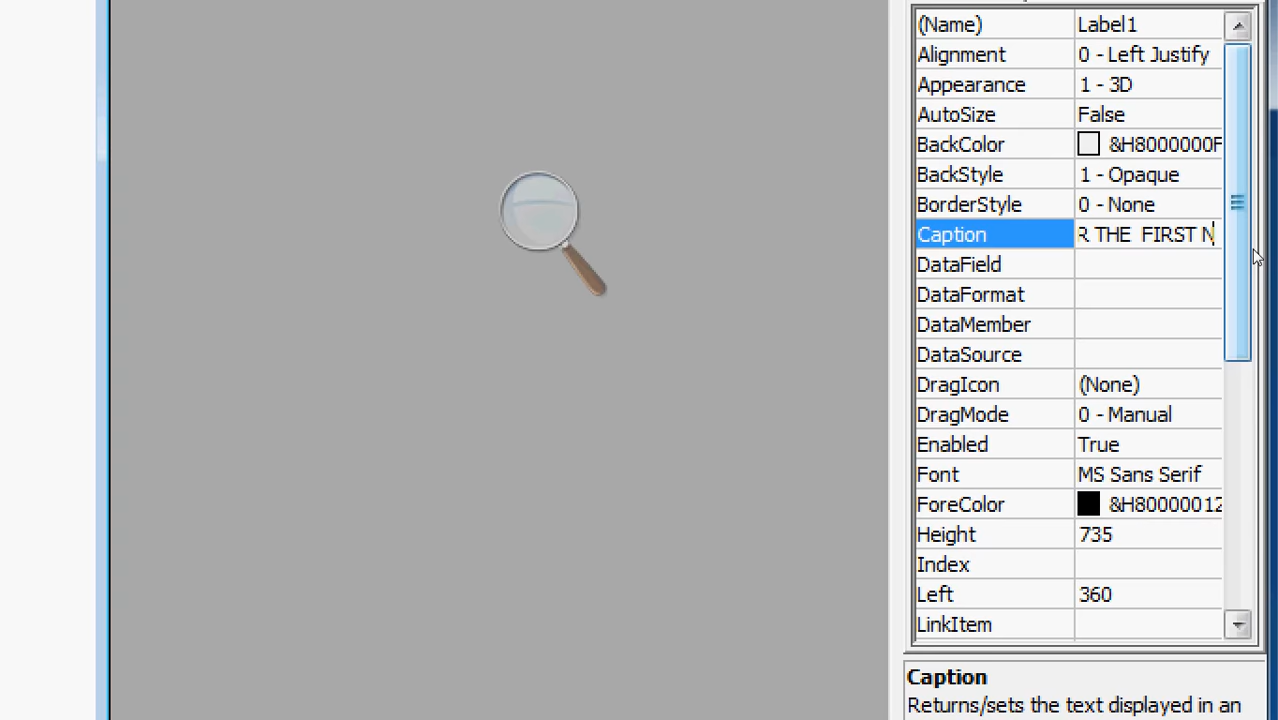 (Name) Label1
Alignment 0 - Left Justify
Appearance 1 - 3D
AutoSize False
BackColor &H8000000F
BackStyle 1 - Opaque
BorderStyle 0 - None
Caption R THE  FIRST N
DataField
DataFormat
DataMember
DataSource
DragIcon (None)
DragMode 0 - Manual
Enabled True
Font MS Sans Serif
ForeColor &H80000012
Height 735
Index
Left 360
LinkItem
Caption
Returns/sets the text displayed in an